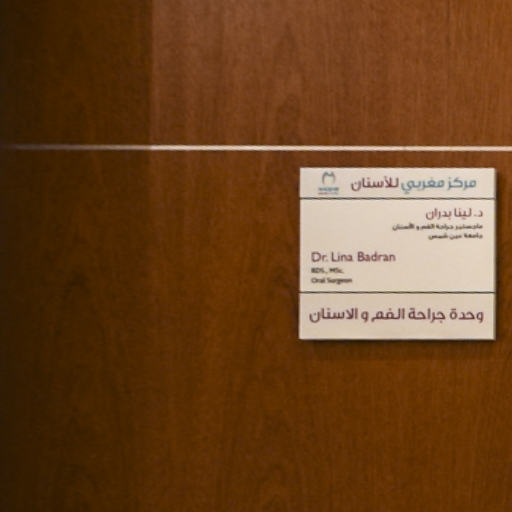 مركز مغربي للأسنان
د. لينا بدران
ماجستير جراحة الفم و الأسنان
جامعة عين شمس
Dr. Lina Badran
BDS., MSc.
Oral Surgeon
وحدة جراحة الفم و الاسنان